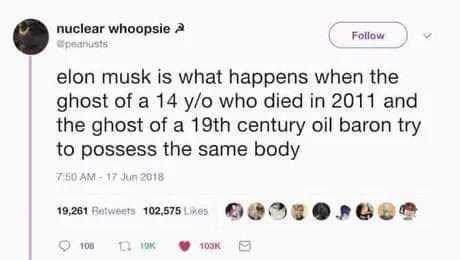 nuclear whoopsie ☭
@peanusts
Follow
elon musk is what happens when the
ghost of a 14 y/o who died in 2011 and
the ghost of a 19th century oil baron try
to possess the same body
7:50 AM - 17 Jun 2018
19,261 Retweets 102,575 Likes
108 19K 103K